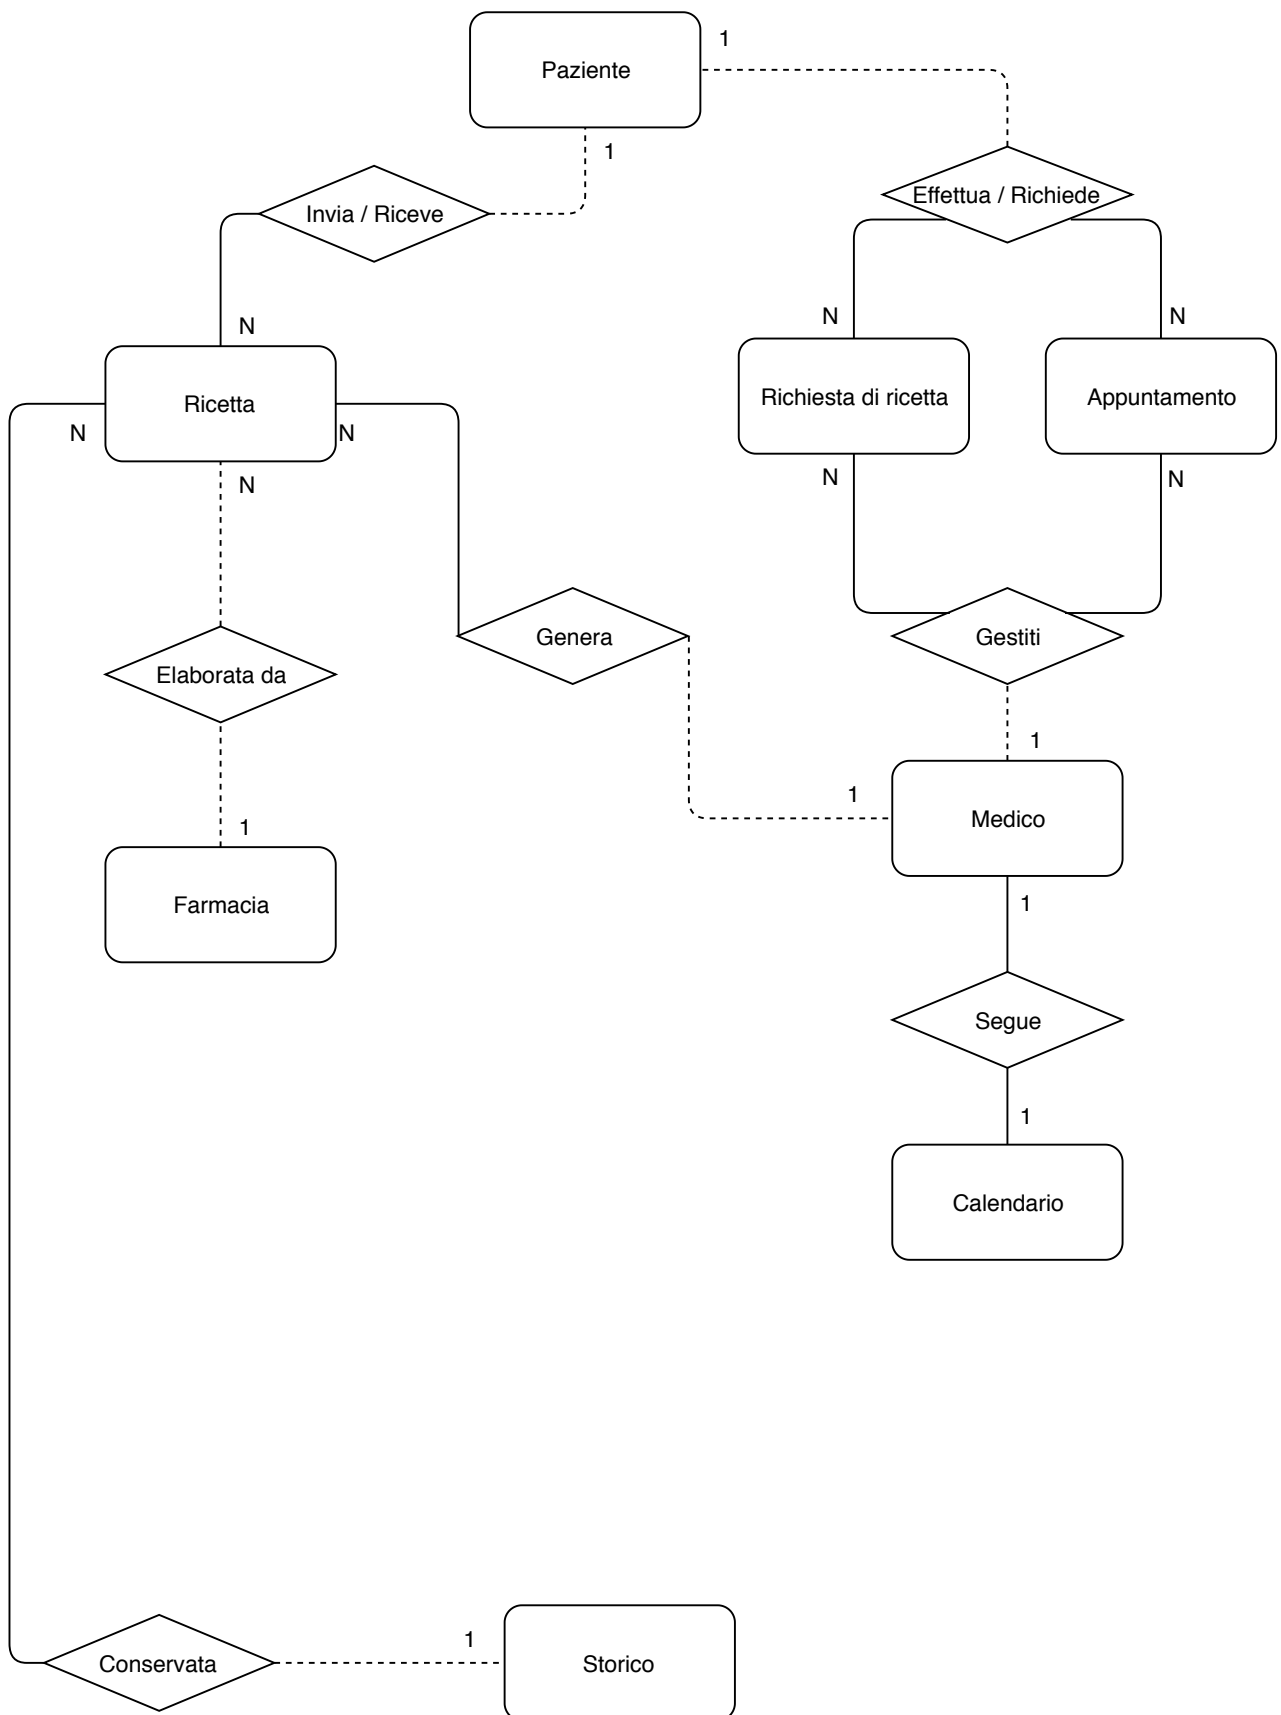 1
Paziente
1
Effettua / Richiede
Invia / Riceve
N
N
N
Richiesta di ricetta
Appuntamento
Ricetta
N
N
N
N
N
Genera
Gestiti
Elaborata da
1
1
Medico
1
Farmacia
1
Segue
1
Calendario
1
Conservata
Storico